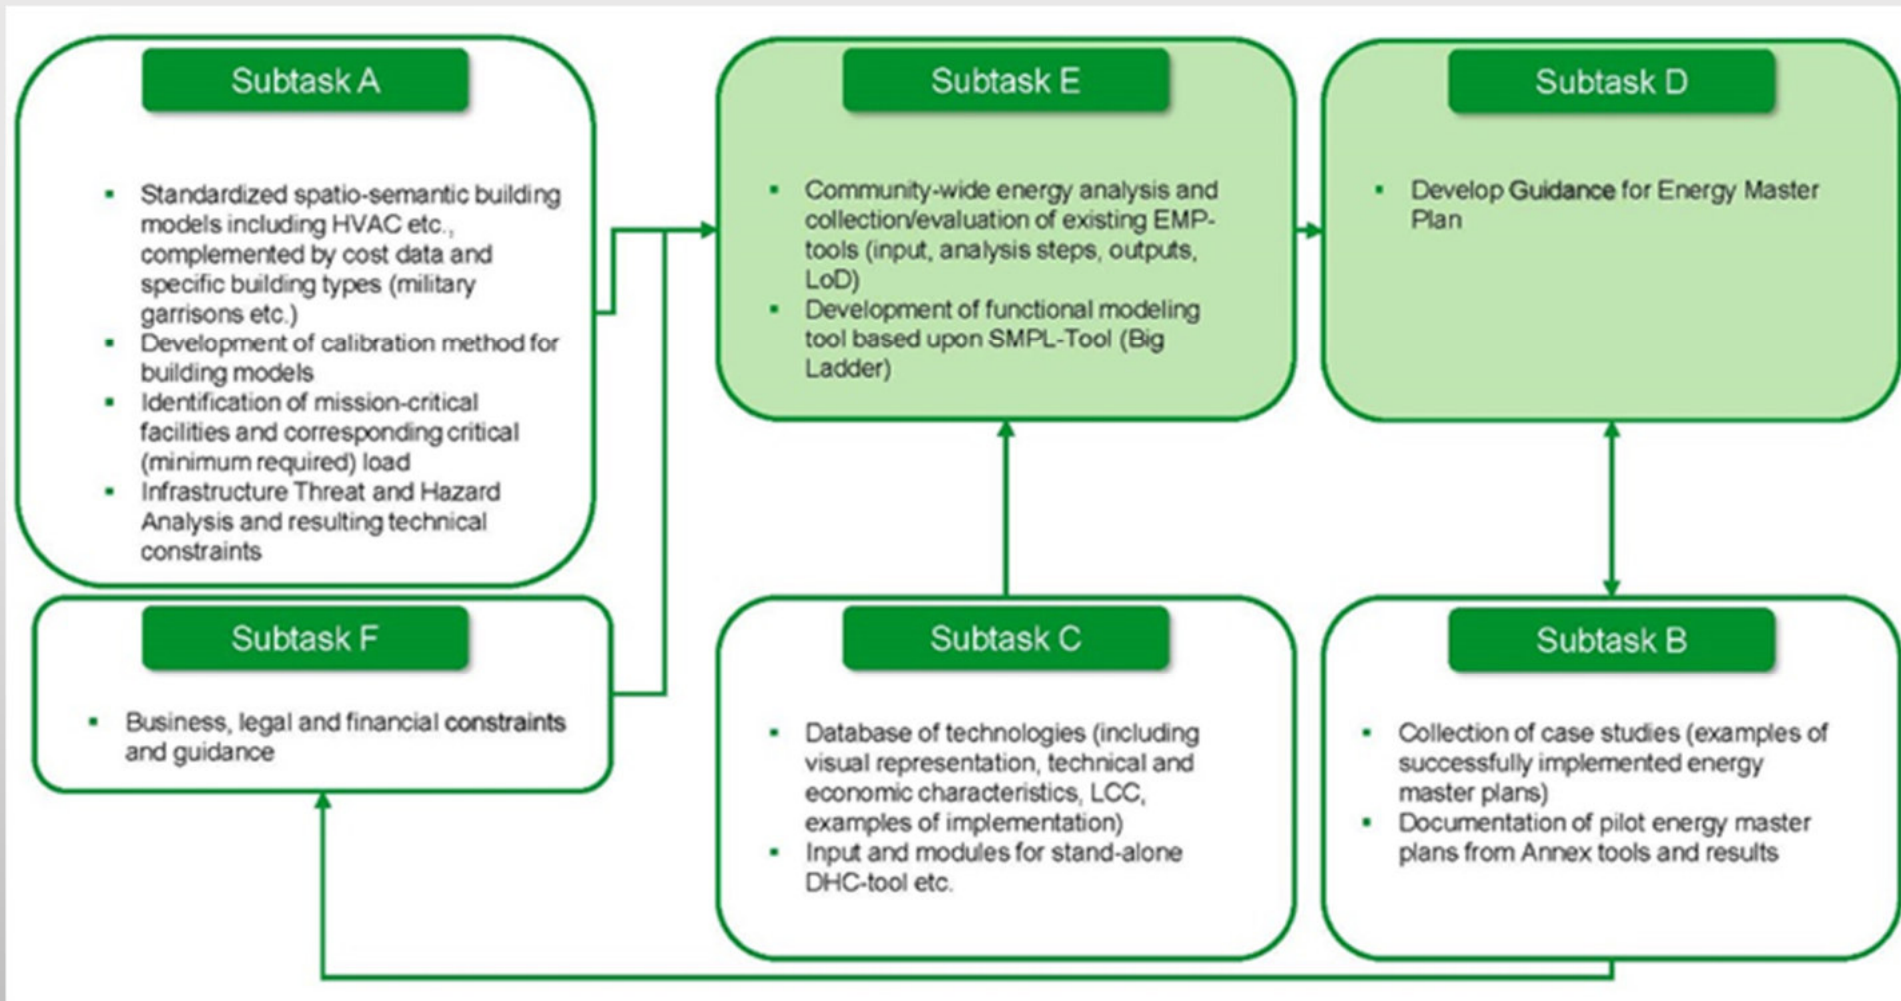 Subtask A
▪ Standardized spatio-semantic building
models including HVAC etc.,
complemented by cost data and
specific building types (military
garrisons etc.)
▪ Development of calibration method for
building models
▪ Identification of mission-critical
facilities and corresponding critical
(minimum required) load
▪ Infrastructure Threat and Hazard
Analysis and resulting technical
constraints
Subtask E
▪ Community-wide energy analysis and
collection/evaluation of existing EMP-
tools (input, analysis steps, outputs,
LoD)
▪ Development of functional modeling
tool based upon SMPL-Tool (Big
Ladder)
Subtask D
▪ Develop Guidance for Energy Master
Plan
Subtask F
▪ Business, legal and financial constraints
and guidance
Subtask C
▪ Database of technologies (including
visual representation, technical and
economic characteristics, LCC,
examples of implementation)
▪ Input and modules for stand-alone
DHC-tool etc.
Subtask B
▪ Collection of case studies (examples of
successfully implemented energy
master plans)
▪ Documentation of pilot energy master
plans from Annex tools and results